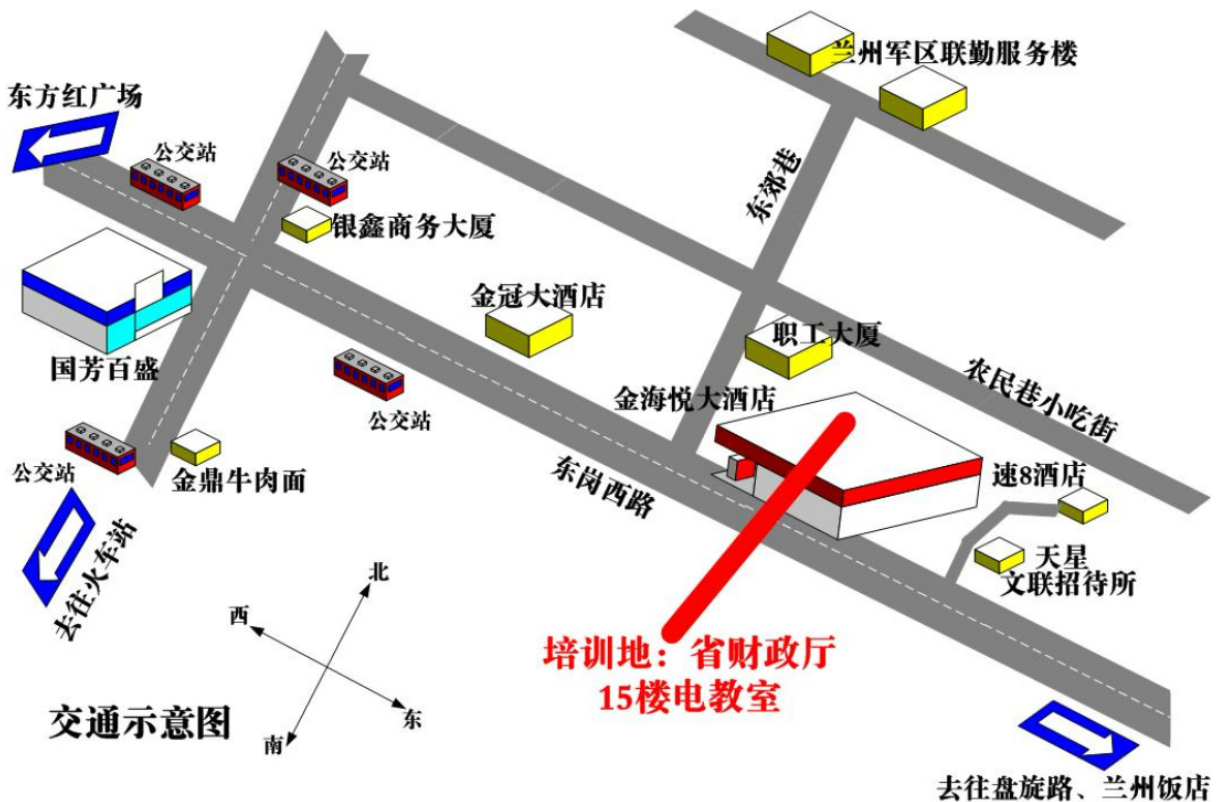 兰州军区联勤服务楼
东方红广场
公交站
公交站
东郊巷
银鑫商务大厦
金冠大酒店
职工大厦
国芳百盛
金海悦大酒店
农民巷小吃街
公交站
公交站
金鼎牛肉面
东岗西路
速8酒店
天星
文联招待所
去往火车站
北
西
东
南
培训地：省财政厅
15楼电教室
交通示意图
去往盘旋路、兰州饭店